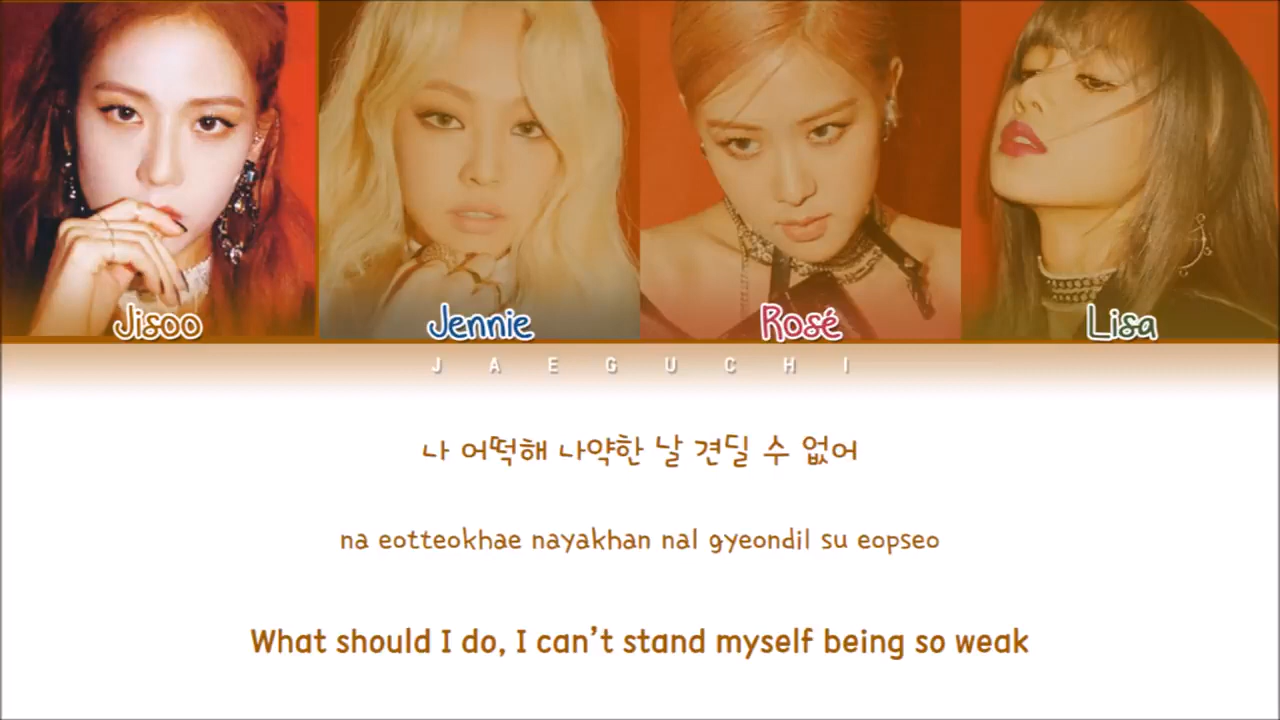 Jisoo
Jennie
Rosé
Lisa
JAEGUCHI
나 어떡해 나약한 날 견딜 수 없어
na eotteokhae nayakhan nal gyeondil su eopseo
What should I do, I can't stand myself being so weak